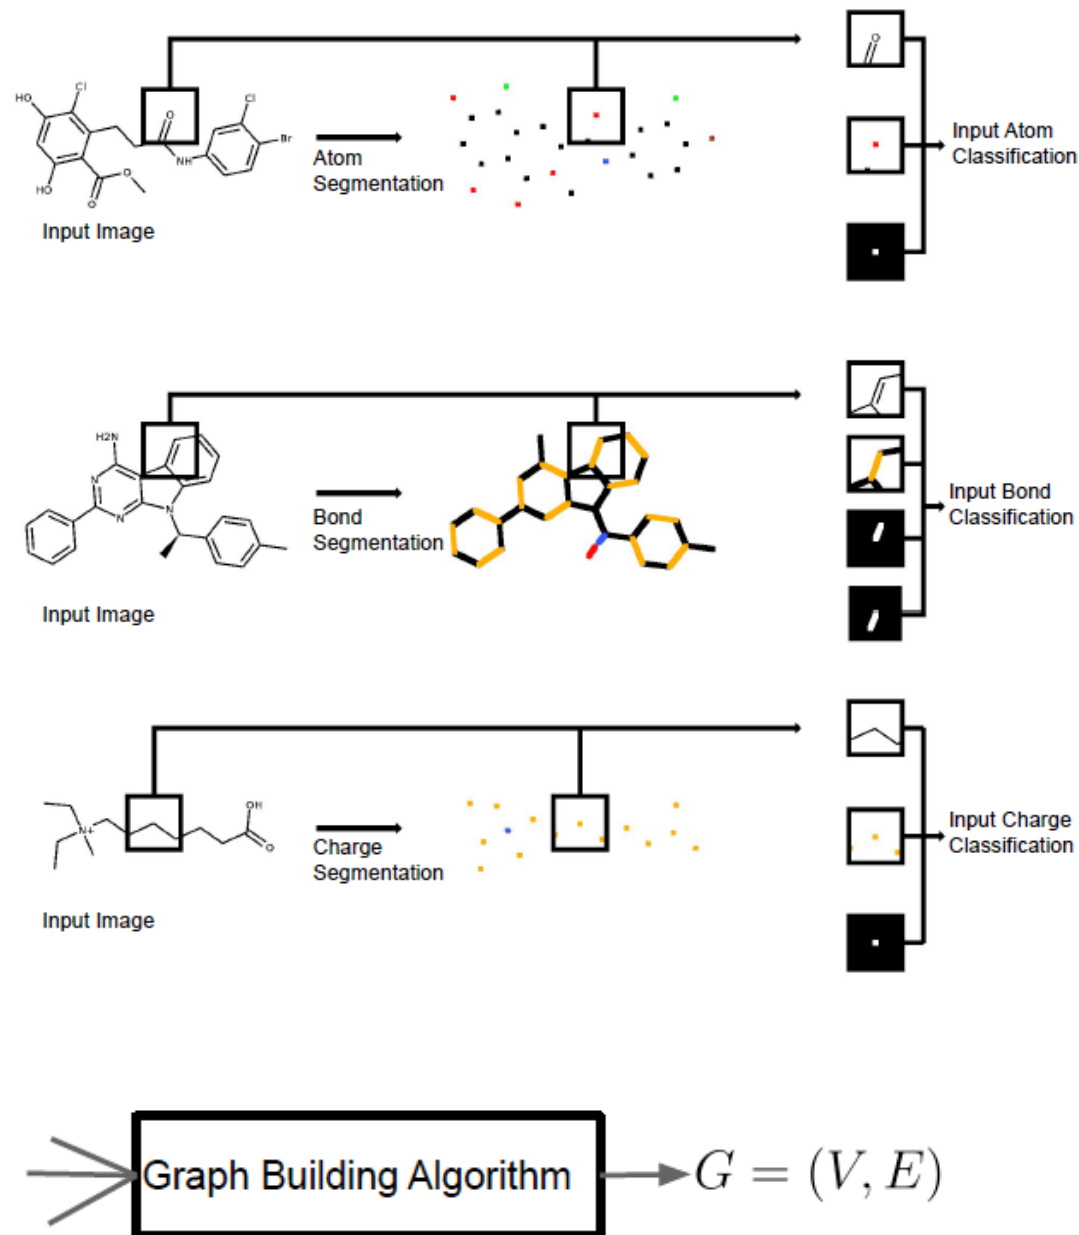 Cl
HO
O
Cl
Br
NH
HO
O
O
Input Image
Atom
Segmentation
O
Input Atom
Classification
H2N
N
N
N
Input Image
Bond
Segmentation
Input Bond
Classification
N+
OH
O
Input Image
Charge
Segmentation
Input Charge
Classification
Graph Building Algorithm
G = (V, E)